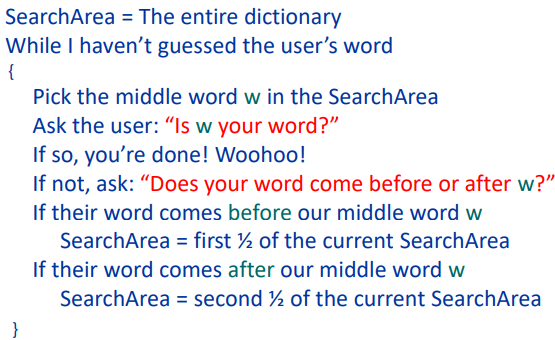 SearchArea = The entire dictionary
While I haven’t guessed the user’s word
{
Pick the middle word w in the SearchArea
Ask the user: “Is w your word?”
If so, you’re done! Woohoo!
If not, ask: “Does your word come before or after w?”
If their word comes before our middle word w
SearchArea = first ½ of the current SearchArea
If their word comes after our middle word w
SearchArea = second ½ of the current SearchArea
}